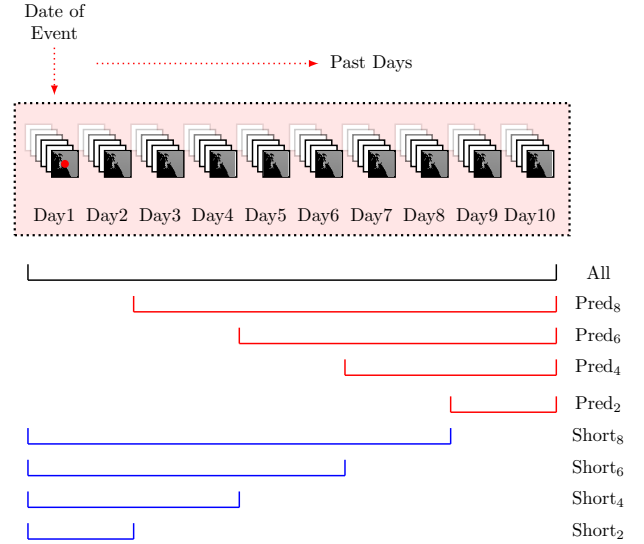 Date of
Event
Past Days
Day1 Day2 Day3 Day4 Day5 Day6 Day7 Day8 Day9 Day10
All
Pred₈
Pred₆
Pred₄
Pred₂
Short₈
Short₆
Short₄
Short₂